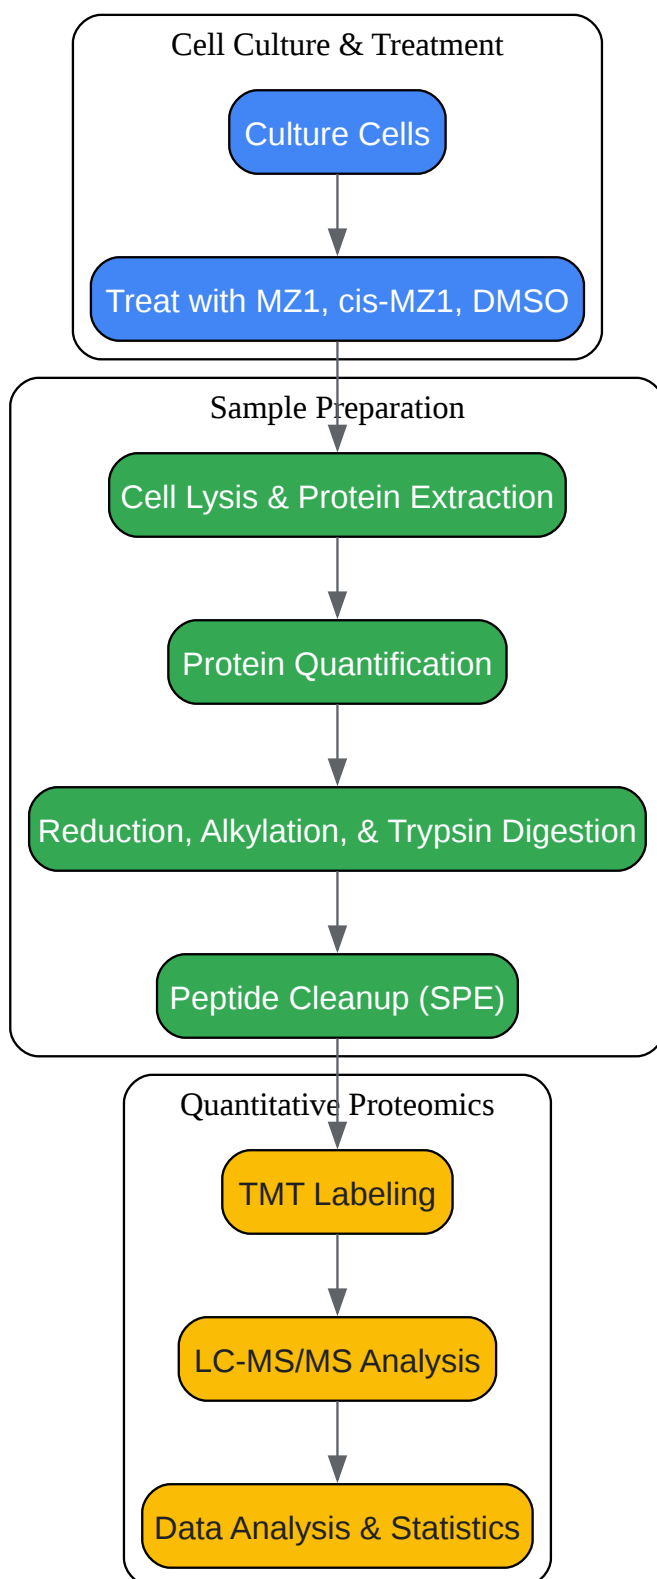 Cell Culture & Treatment
Culture Cells
Treat with MZ1, cis-MZ1, DMSO
Sample Preparation
Cell Lysis & Protein Extraction
Protein Quantification
Reduction, Alkylation, & Trypsin Digestion
Peptide Cleanup (SPE)
Quantitative Proteomics
TMT Labeling
LC-MS/MS Analysis
Data Analysis & Statistics